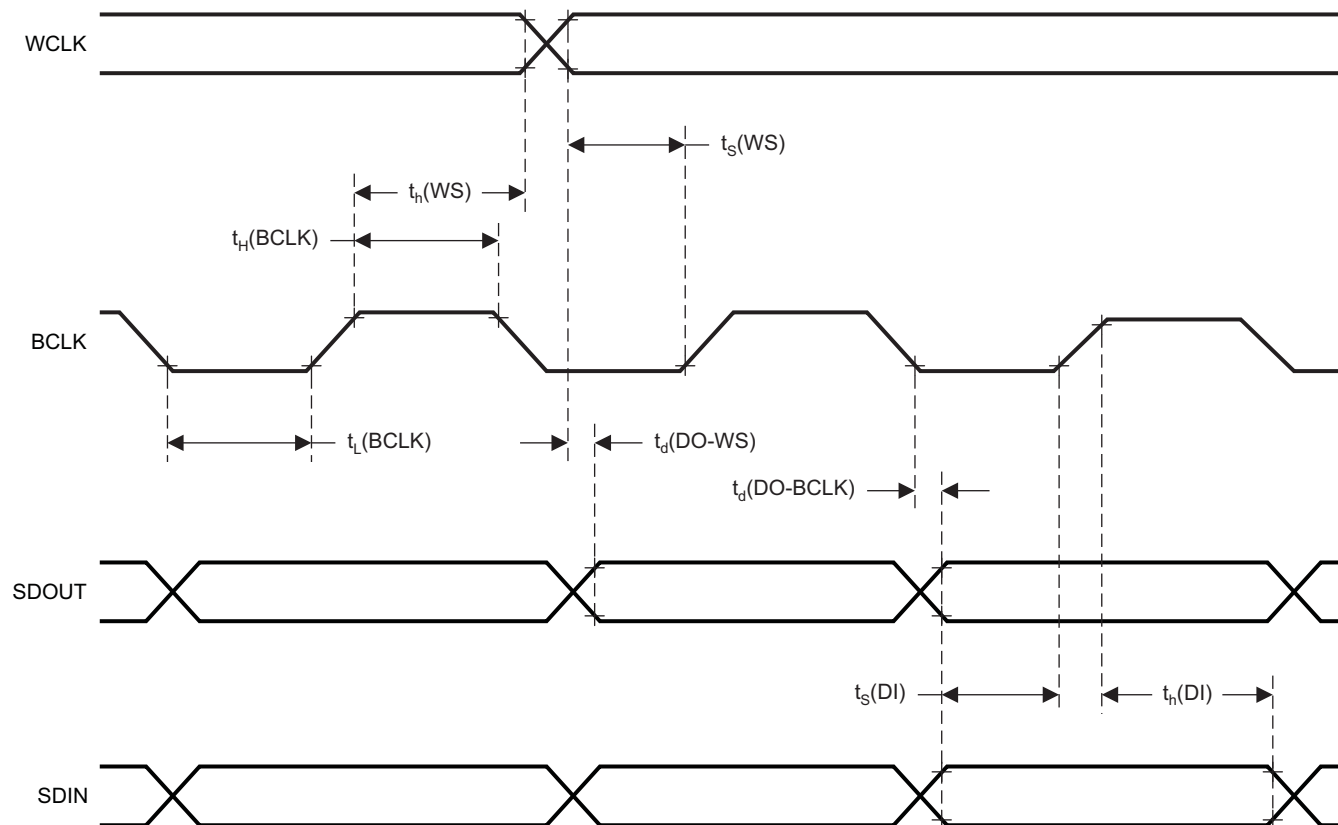 WCLK
tS(WS)
th(WS)
tH(BCLK)
BCLK
tL(BCLK)
td(DO-WS)
td(DO-BCLK)
SDOUT
tS(DI)
th(DI)
SDIN